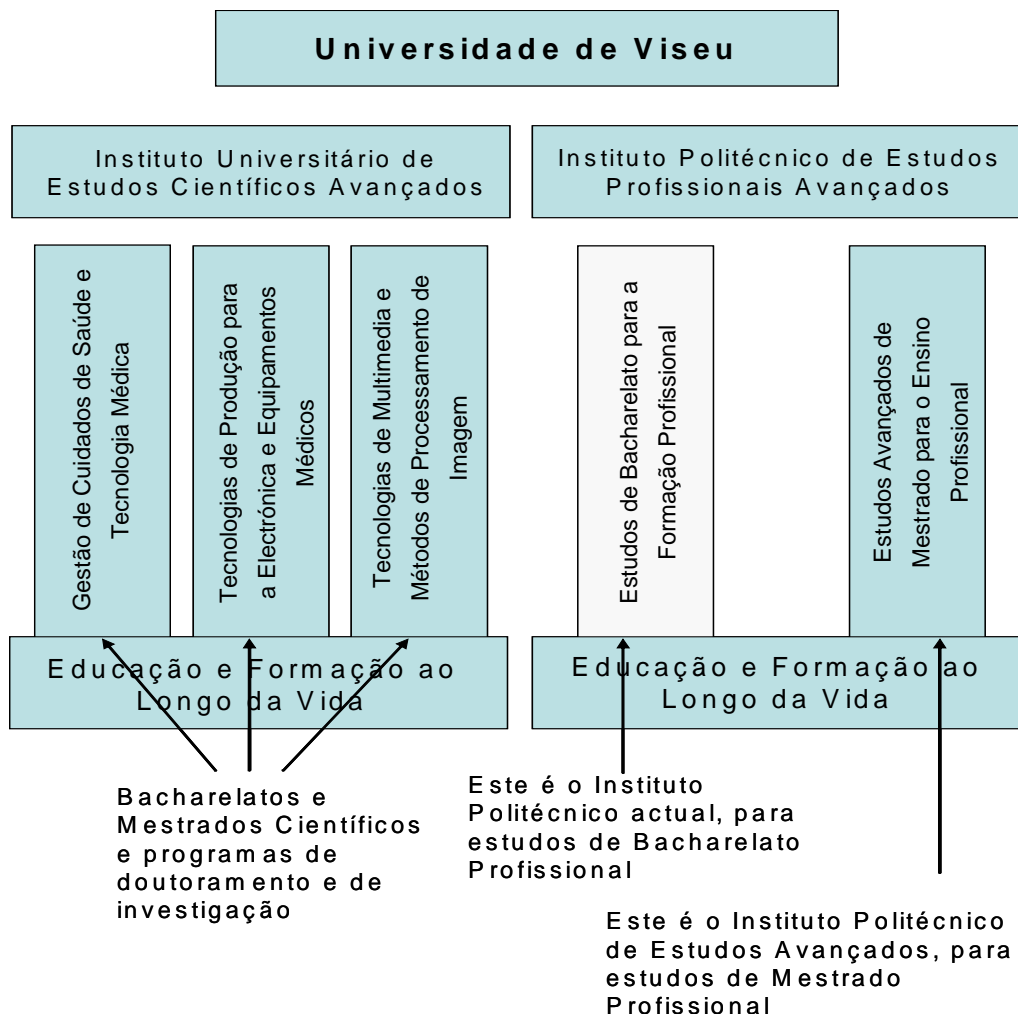 Universidade de Viseu
Instituto Universitário de
Estudos Científicos Avançados
Instituto Politécnico de Estudos
Profissionais Avançados
Gestão de Cuidados de Saúde e
Tecnologia Médica
Tecnologias de Produção para
a Electrónica e Equipamentos
Médicos
Tecnologias de Multimedia e
Métodos de Processamento de
Imagem
Estudos de Bacharelato para a
Formação Profissional
Estudos Avançados de
Mestrado para o Ensino
Profissional
Educação e Formação ao
Longo da Vida
Educação e Formação ao
Longo da Vida
Bacharelatos e
Mestrados Científicos
e programas de
doutoramento e de
investigação
Este é o Instituto
Politécnico actual, para
estudos de Bacharelato
Profissional
Este é o Instituto Politécnico
de Estudos Avançados, para
estudos de Mestrado
Profissional